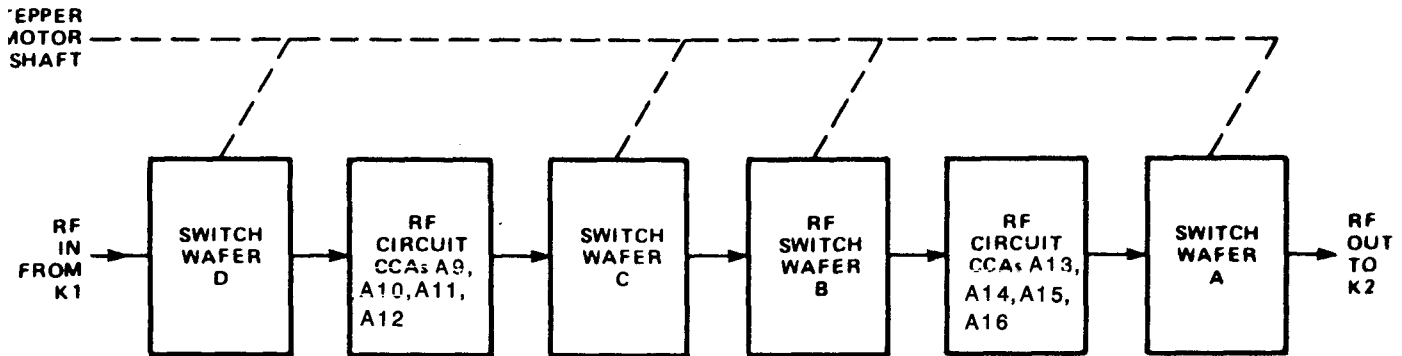 TEPPER
MOTOR
SHAFT
RF
IN
FROM
K1
SWITCH
WAFER
D
RF
CIRCUIT
CCAs A9,
A10, A11,
A12
SWITCH
WAFER
C
RF
SWITCH
WAFER
B
RF
CIRCUIT
CCAs A13,
A14, A15,
A16
SWITCH
WAFER
A
RF
OUT
TO
K2